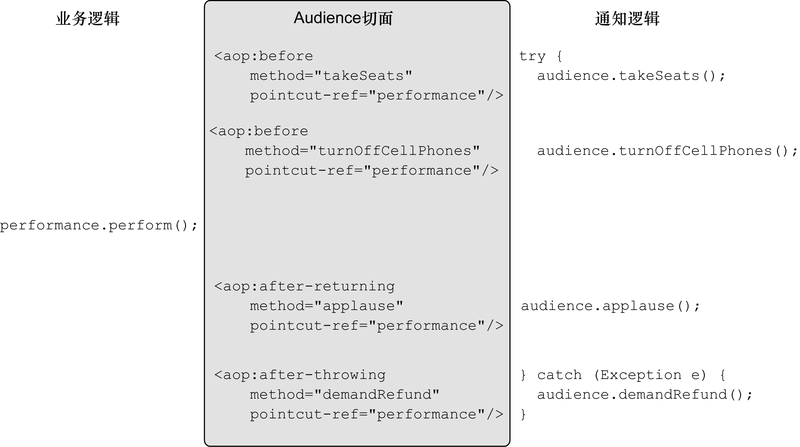 业务逻辑
Audience切面
通知逻辑
<aop:before
method="takeSeats"
pointcut-ref="performance"/>
try {
audience.takeSeats();
<aop:before
method="turnOffCellPhones"
pointcut-ref="performance"/>
audience.turnOffCellPhones();
performance.perform();
<aop:after-returning
method="applause"
pointcut-ref="performance"/>
audience.applause();
<aop:after-throwing
method="demandRefund"
pointcut-ref="performance"/>
} catch (Exception e) {
audience.demandRefund();
}